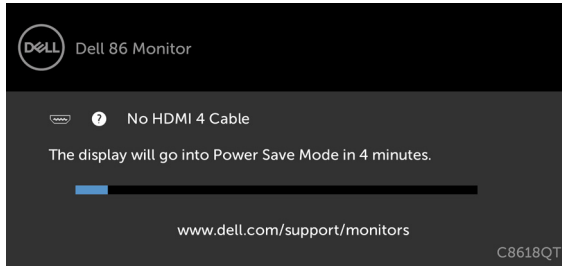 DELL Dell 86 Monitor
? No HDMI 4 Cable
The display will go into Power Save Mode in 4 minutes.
www.dell.com/support/monitors
C8618QT